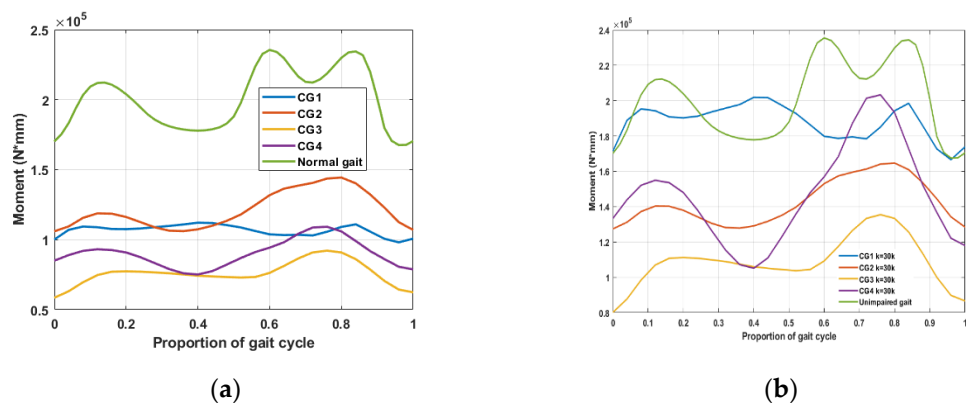 ×10⁵
2.5
2
1.5
1
0.5
Moment (N*mm)
CG1
CG2
CG3
CG4
Normal gait
0 0.2 0.4 0.6 0.8 1
Proportion of gait cycle
(a)
×10⁵
2.4
2.2
2
1.8
1.6
1.4
1.2
1
0.8
Moment (N*mm)
CG1 k=30k
CG2 k=30k
CG3 k=30k
CG4 k=30k
Unimpaired gait
0 0.1 0.2 0.3 0.4 0.5 0.6 0.7 0.8 0.9 1
Proportion of gait cycle
(b)